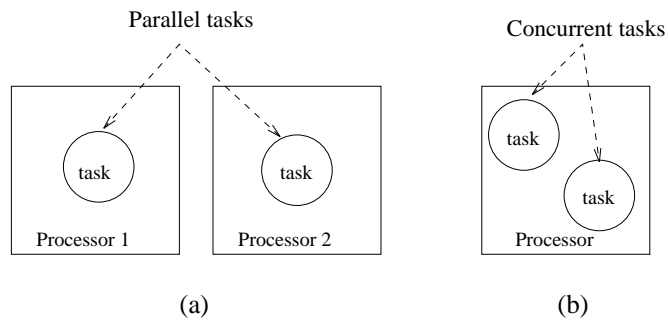 Parallel tasks
task
Processor 1
task
Processor 2
(a)
Concurrent tasks
task
task
Processor
(b)